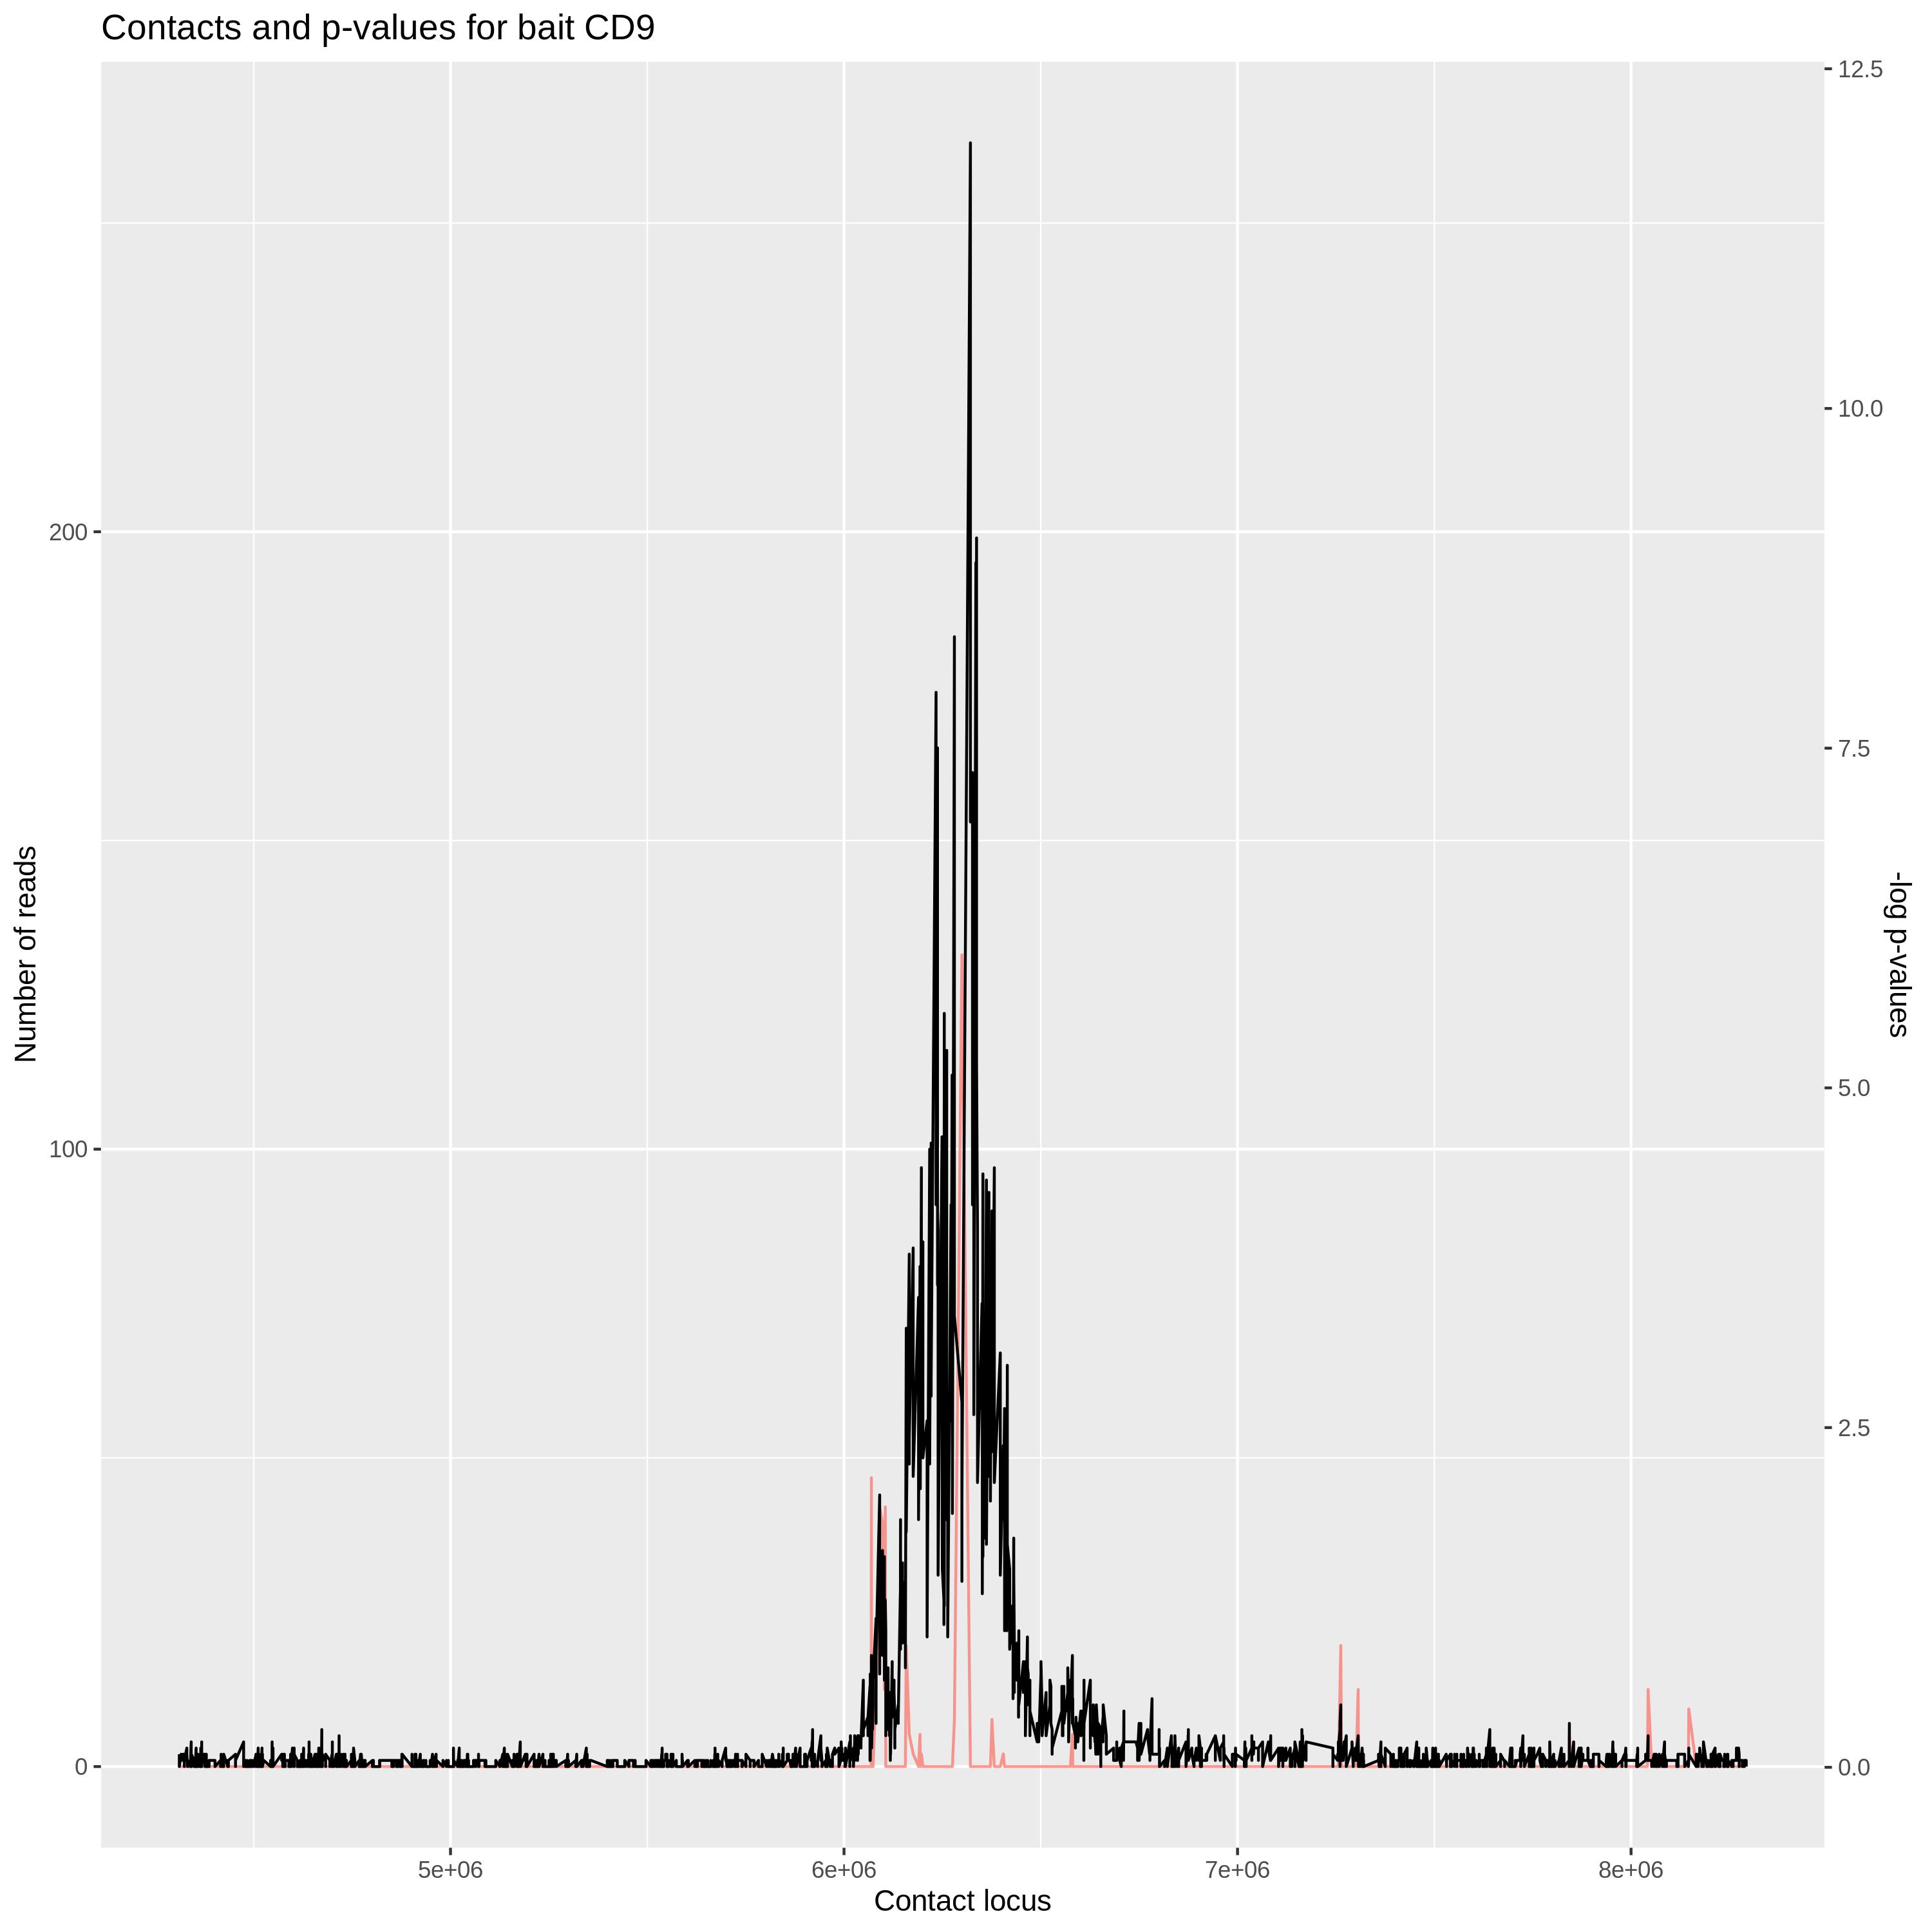 Contacts and p-values for bait CD9
12.5
10.0
200
7.5
Number of reads
-log p-values
5.0
100
2.5
0
0.0
5e+06
6e+06
7e+06
8e+06
Contact locus